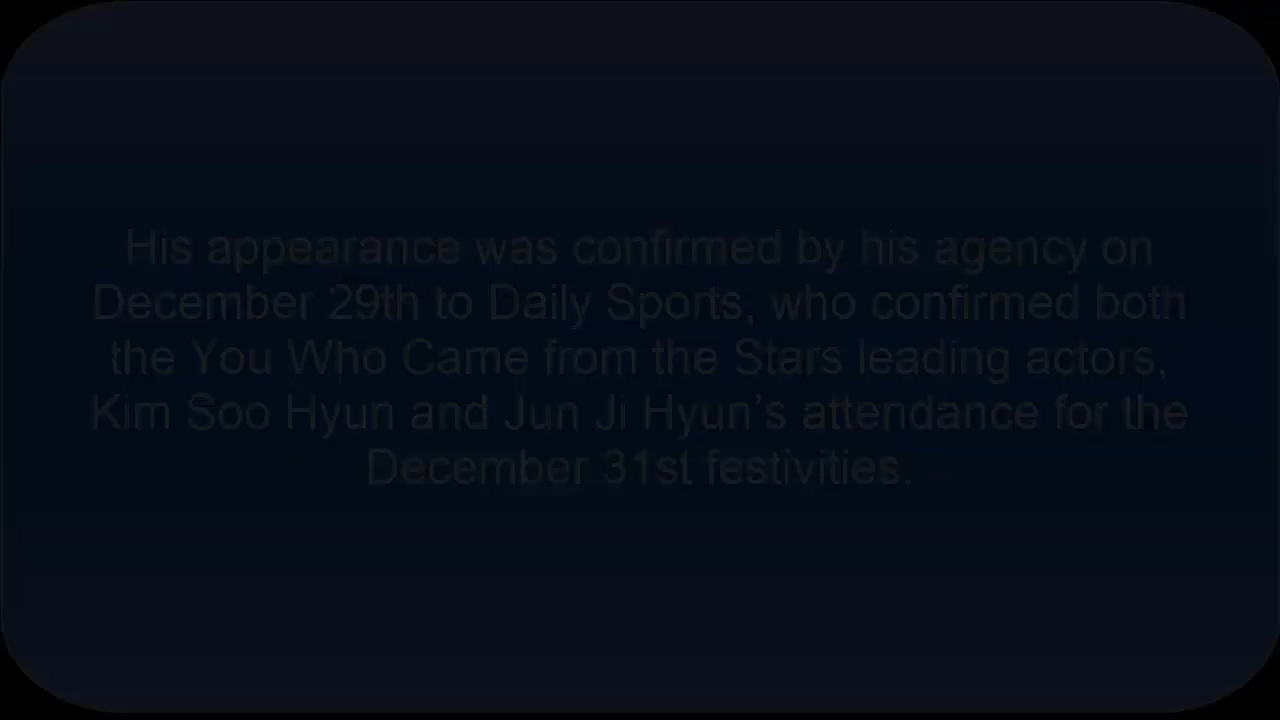 His appearance was confirmed by his agency on
December 29th to Daily Sports, who confirmed both
the You Who Came from the Stars leading actors,
Kim Soo Hyun and Jun Ji Hyun’s attendance for the
December 31st festivities.